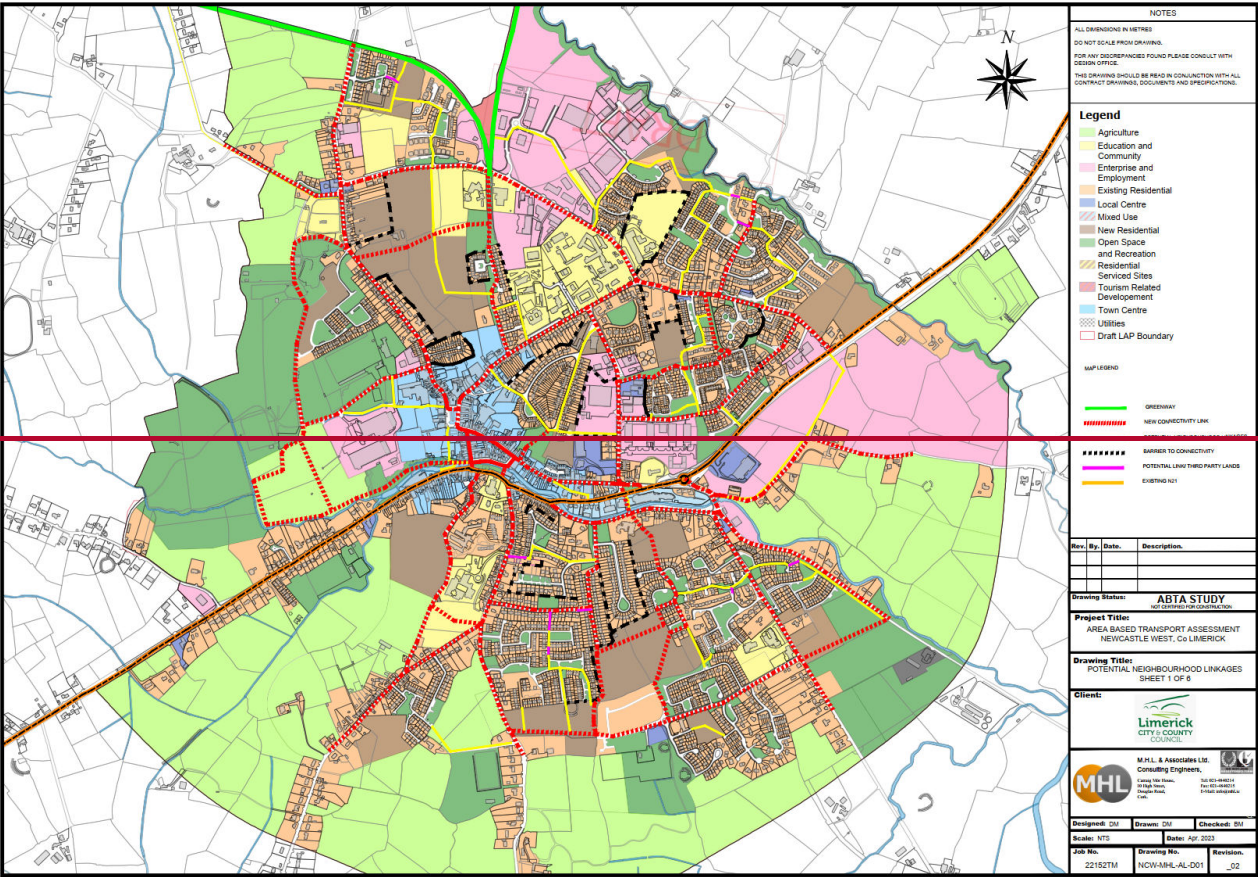 NOTES
ALL DIMENSIONS IN METRES
DO NOT SCALE FROM DRAWING.
FOR ANY DISCREPANCIES FOUND PLEASE CONSULT WITH
DESIGN OFFICE.
THIS DRAWING SHOULD BE READ IN CONJUNCTION WITH ALL
CONTRACT DRAWINGS, DOCUMENTS AND SPECIFICATIONS.
N
Legend
Agriculture
Education and
Community
Enterprise and
Employment
Existing Residential
Local Centre
Mixed Use
New Residential
Open Space
and Recreation
Residential
Serviced Sites
Tourism Related
Developement
Town Centre
Utilities
Draft LAP Boundary
MAP LEGEND
GREENWAY
NEW CONNECTIVITY LINK
BARRIER TO CONNECTIVITY
POTENTIAL LINK/ THIRD PARTY LANDS
EXISTING N21
Rev. By. Date. Description.
Drawing Status: ABTA STUDY
NOT CERTIFIED FOR CONSTRUCTION
Project Title:
AREA BASED TRANSPORT ASSESSMENT
NEWCASTLE WEST, Co LIMERICK
Drawing Title:
POTENTIAL NEIGHBOURHOOD LINKAGES
SHEET 1 OF 6
Client:
Limerick
CITY & COUNTY
COUNCIL
MHL
M.H.L. & Associates Ltd.
Consulting Engineers,
Designed: DM Drawn: DM Checked: BM
Scale: NTS Date: Apr. 2023
Job No. Drawing No. Revision.
22152TM NCW-MHL-AL-D01 _02